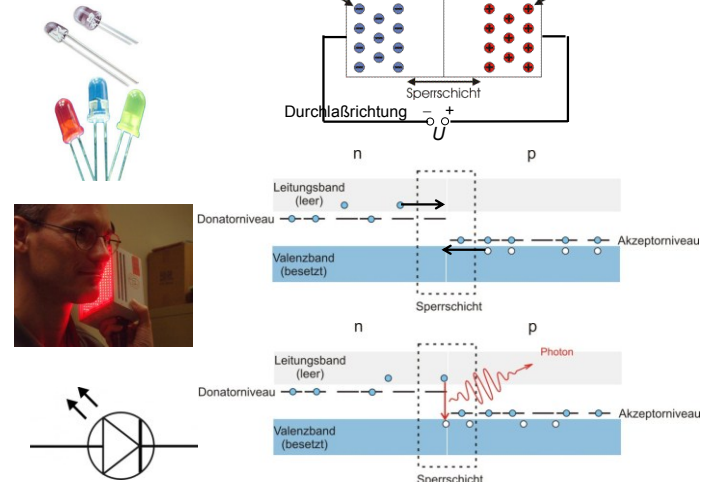 Sperrschicht
Durchlaßrichtung
− +
U
n p
Leitungsband
(leer)
Donatorniveau
Akzeptorniveau
Valenzband
(besetzt)
Sperrschicht
n p
Photon
Leitungsband
(leer)
Donatorniveau
Akzeptorniveau
Valenzband
(besetzt)
Sperrschicht